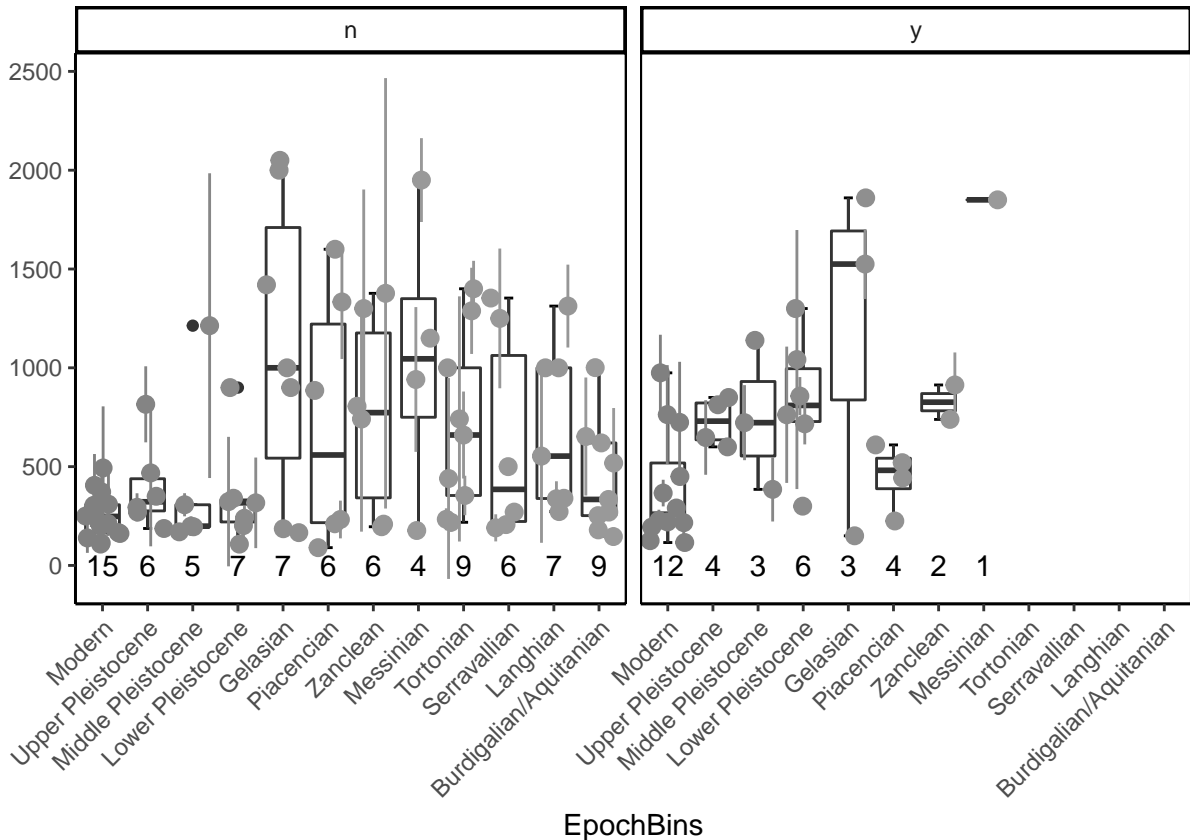 n
y
2500
2000
1500
1000
500
0
15 6 5 7 7 6 6 4 9 6 7 9
12 4 3 6 3 4 2 1
Modern
Upper Pleistocene
Middle Pleistocene
Lower Pleistocene
Gelasian
Piacencian
Zanclean
Messinian
Tortonian
Serravallian
Langhian
Burdigalian/Aquitanian
Modern
Upper Pleistocene
Middle Pleistocene
Lower Pleistocene
Gelasian
Piacencian
Zanclean
Messinian
Tortonian
Serravallian
Langhian
Burdigalian/Aquitanian
EpochBins